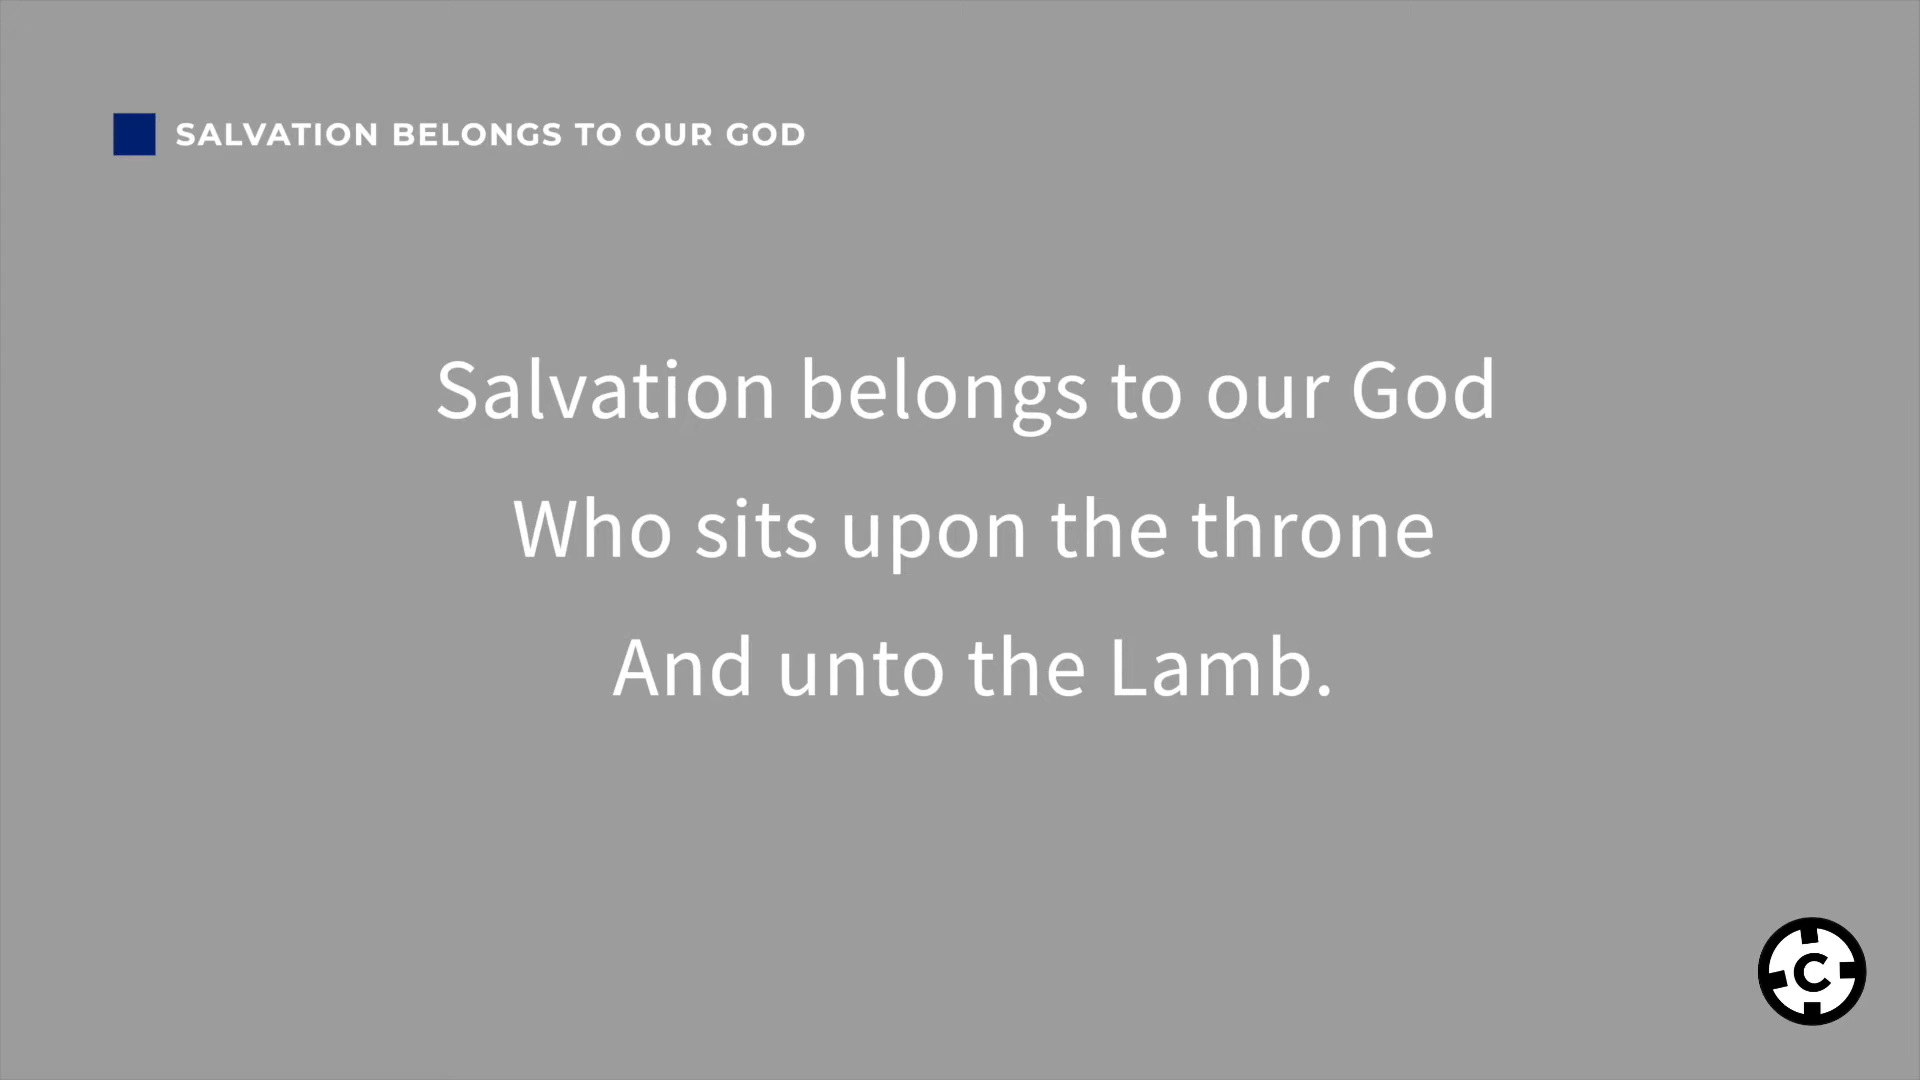 SALVATION BELONGS TO OUR GOD
Salvation belongs to our God
Who sits upon the throne
And unto the Lamb.
C